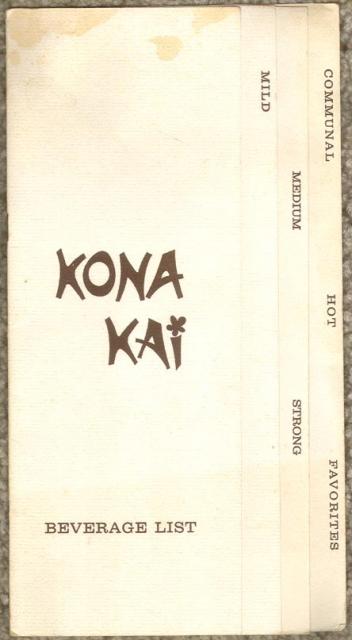 KONA
KAI
BEVERAGE LIST
MILD
MEDIUM
STRONG
COMMUNAL
HOT
FAVORITES